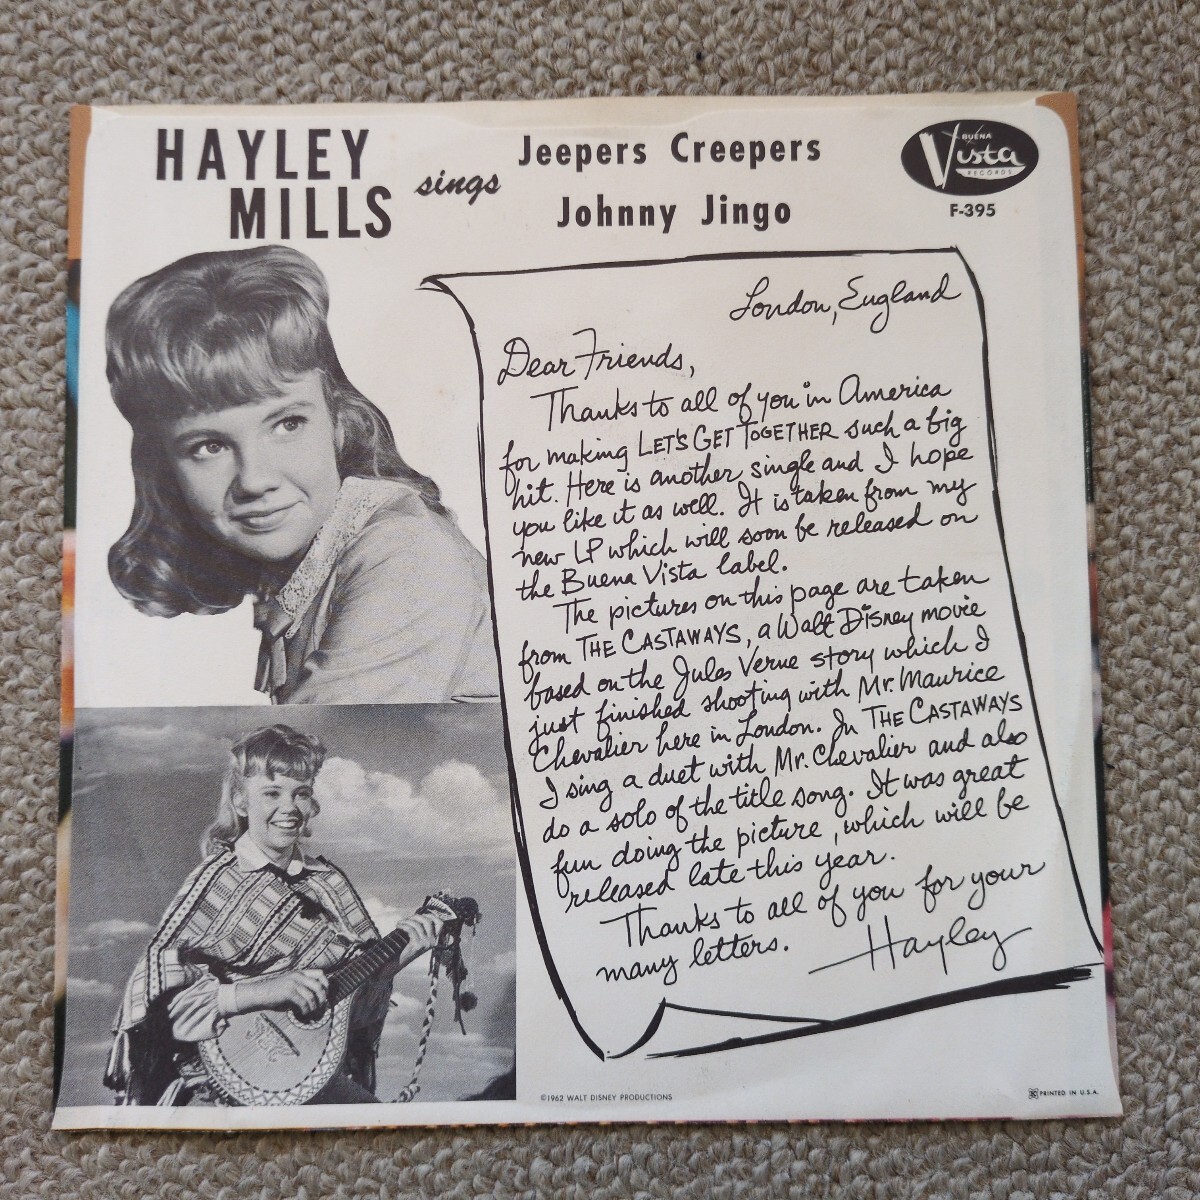 HAYLEY
MILLS
sings
Jeepers Creepers
Johnny Jingo
BUENA
Vista
RECORDS
F-395
London, England
Dear Friends,
Thanks to all of you in America
for making LET'S GET TOGETHER such a big
hit. Here is another single and I hope
you like it as well. It is taken from my
new LP which will soon be released on
the Buena Vista label.
The pictures on this page are taken
from THE CASTAWAYS, a Walt Disney movie
based on the Jules Verne story which I
just finished shooting with Mr. Maurice
Chevalier here in London. In THE CASTAWAYS
I sing a duet with Mr. Chevalier and also
do a solo of the title song. It was great
fun doing the picture, which will be
released late this year.
Thanks to all of you for your
many letters.
Hayley
©1962 WALT DISNEY PRODUCTIONS
PRINTED IN U.S.A.